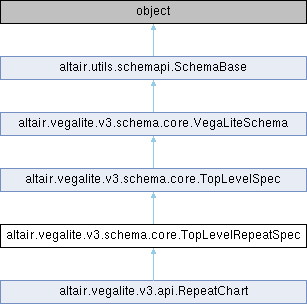 object
altair.utils.schemapi.SchemaBase
altair.vegalite.v3.schema.core.VegaLiteSchema
altair.vegalite.v3.schema.core.TopLevelSpec
altair.vegalite.v3.schema.core.TopLevelRepeatSpec
altair.vegalite.v3.api.RepeatChart